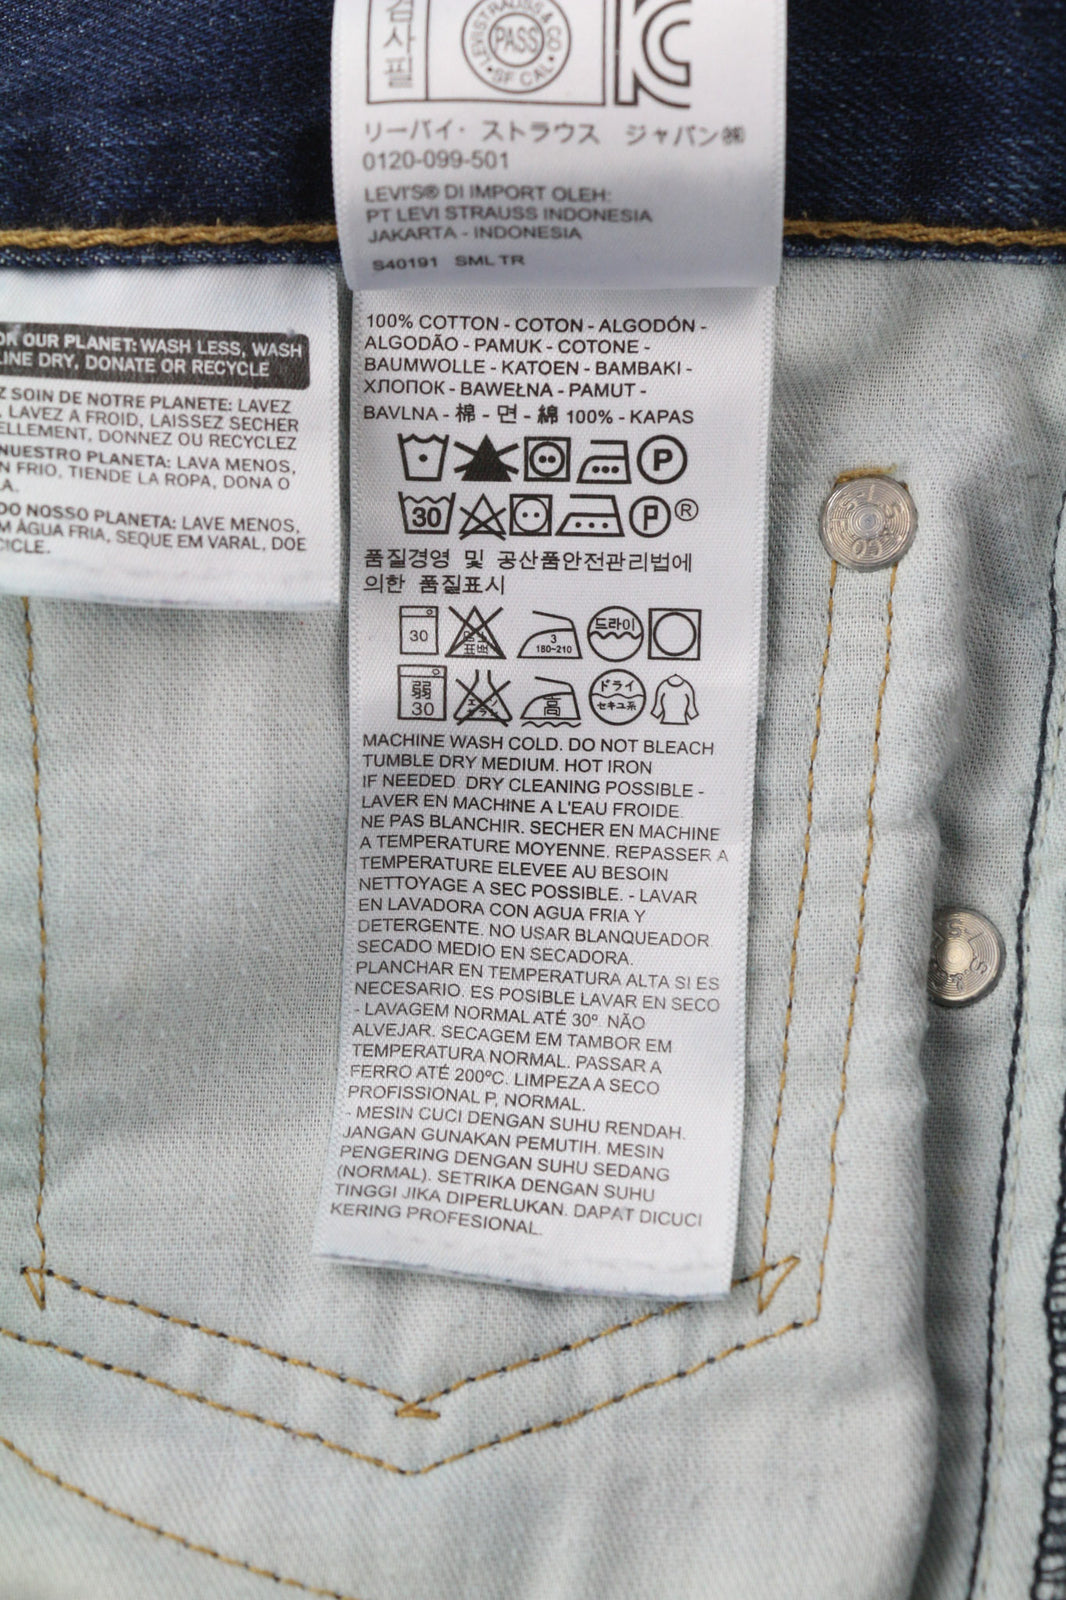 검
사
필
LEVI STRAUSS & CO
PASS
SF CAL
リーバイ・ストラウス ジャパン㈱
0120-099-501
LEVI'S® DI IMPORT OLEH:
PT LEVI STRAUSS INDONESIA
JAKARTA - INDONESIA
S40191 SML TR
OUR PLANET: WASH LESS, WASH
LINE DRY, DONATE OR RECYCLE
Z SOIN DE NOTRE PLANETE: LAVEZ
. LAVEZ A FROID, LAISSEZ SECHER
ELLEMENT, DONNEZ OU RECYCLEZ
NUESTRO PLANETA: LAVA MENOS,
N FRIO, TIENDE LA ROPA, DONA O
A.
DO NOSSO PLANETA: LAVE MENOS,
M ÁGUA FRIA, SEQUE EM VARAL, DOE
CICLE.
100% COTTON - COTON - ALGODÓN -
ALGODÃO - PAMUK - COTONE -
BAUMWOLLE - KATOEN - BAMBAKI -
ХЛОПОК - BAWEŁNA - PAMUT -
BAVLNA - 棉 - 면 - 綿 100% - KAPAS
P
30 P ®
품질경영 및 공산품안전관리법에
의한 품질표시
30 표백 3 180~210 드라이
弱 30 エンソ サラシ 高 ドライ セキユ系
MACHINE WASH COLD. DO NOT BLEACH
TUMBLE DRY MEDIUM. HOT IRON
IF NEEDED DRY CLEANING POSSIBLE -
LAVER EN MACHINE A L'EAU FROIDE.
NE PAS BLANCHIR. SECHER EN MACHINE
A TEMPERATURE MOYENNE. REPASSER A
TEMPERATURE ELEVEE AU BESOIN
NETTOYAGE A SEC POSSIBLE. - LAVAR
EN LAVADORA CON AGUA FRIA Y
DETERGENTE. NO USAR BLANQUEADOR.
SECADO MEDIO EN SECADORA.
PLANCHAR EN TEMPERATURA ALTA SI ES
NECESARIO. ES POSIBLE LAVAR EN SECO
- LAVAGEM NORMAL ATÉ 30º NÃO
ALVEJAR. SECAGEM EM TAMBOR EM
TEMPERATURA NORMAL. PASSAR A
FERRO ATÉ 200ºC. LIMPEZA A SECO
PROFISSIONAL P, NORMAL.
- MESIN CUCI DENGAN SUHU RENDAH.
JANGAN GUNAKAN PEMUTIH. MESIN
PENGERING DENGAN SUHU SEDANG
(NORMAL). SETRIKA DENGAN SUHU
TINGGI JIKA DIPERLUKAN. DAPAT DICUCI
KERING PROFESIONAL.